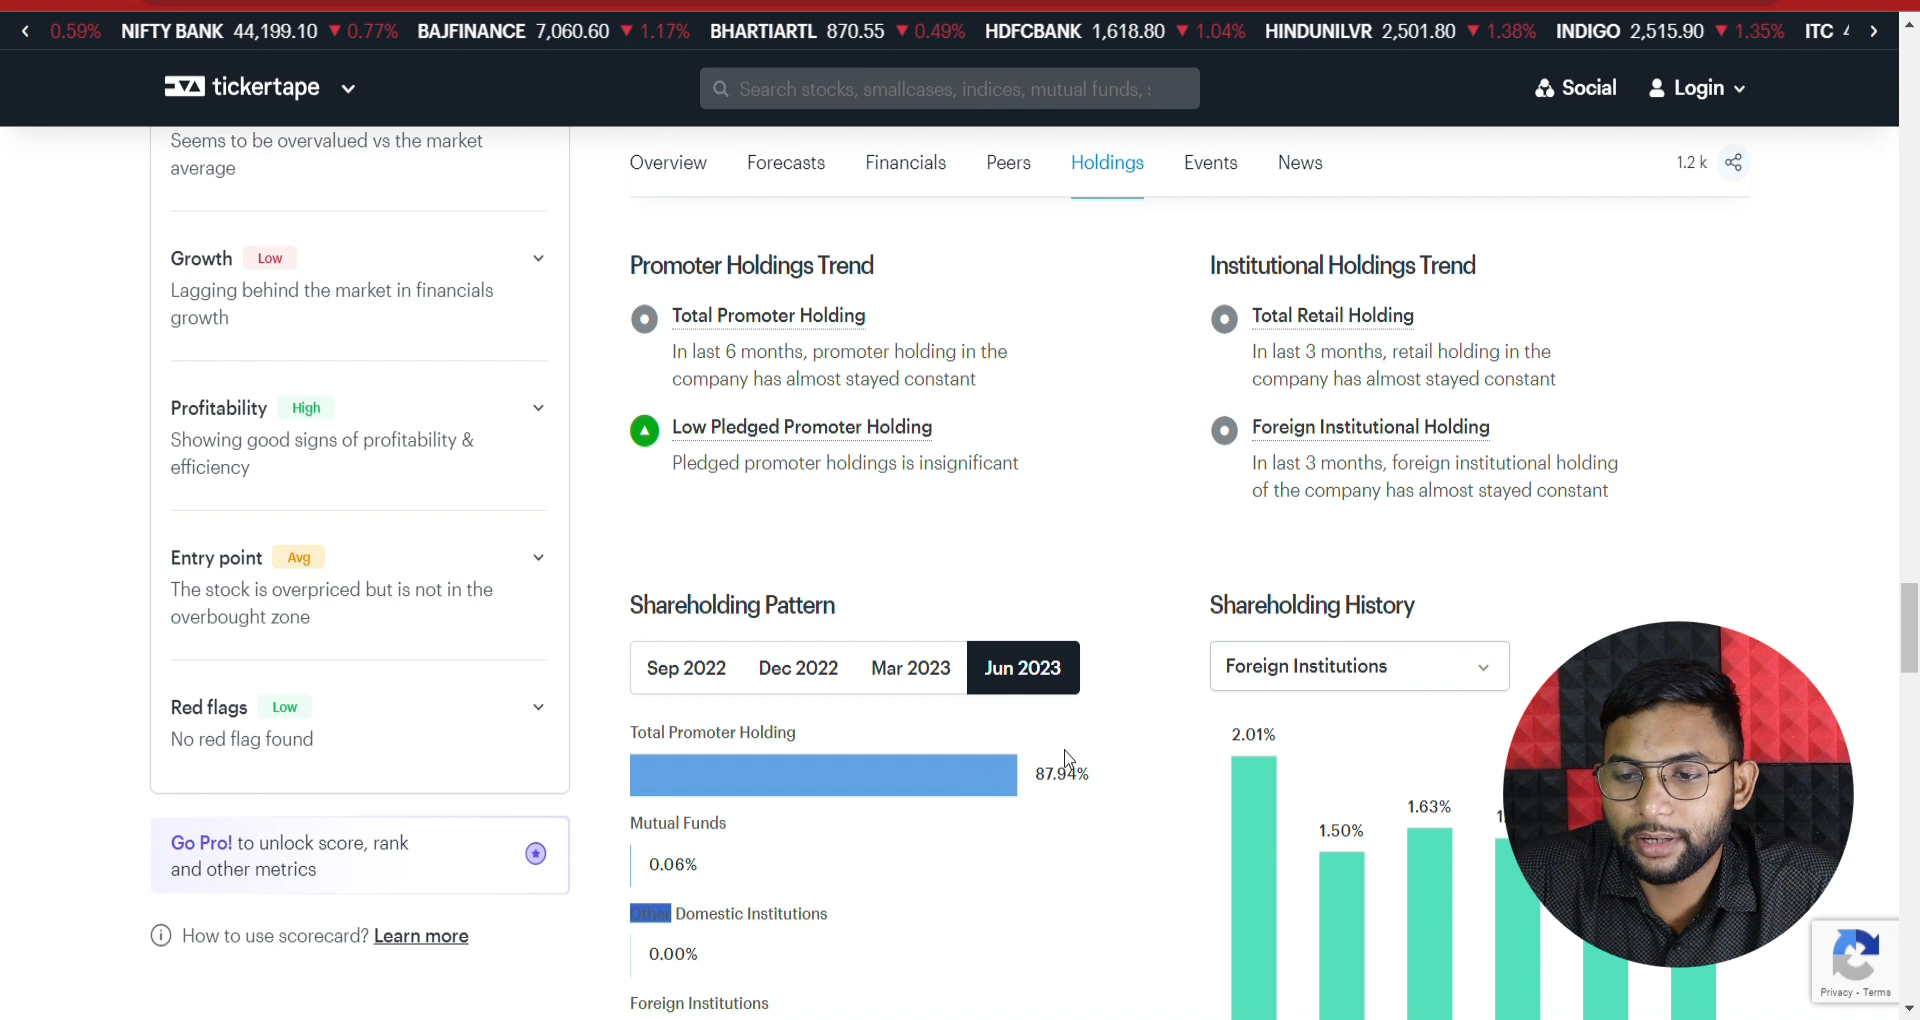 0.59% NIFTY BANK 44,199.10 ▼ 0.77% BAJFINANCE 7,060.60 ▼ 1.17% BHARTIARTL 870.55 ▼ 0.49% HDFCBANK 1,618.80 ▼ 1.04% HINDUNILVR 2,501.80 ▼ 1.38% INDIGO 2,515.90 ▼ 1.35% ITC
tickertape
Search stocks, smallcases, indices, mutual funds, :
Social
Login
Seems to be overvalued vs the market
average
Growth Low
Lagging behind the market in financials
growth
Profitability High
Showing good signs of profitability &
efficiency
Entry point Avg
The stock is overpriced but is not in the
overbought zone
Red flags Low
No red flag found
Go Pro! to unlock score, rank
and other metrics
How to use scorecard? Learn more
Overview Forecasts Financials Peers Holdings Events News
1.2 k
Promoter Holdings Trend
Total Promoter Holding
In last 6 months, promoter holding in the
company has almost stayed constant
Low Pledged Promoter Holding
Pledged promoter holdings is insignificant
Institutional Holdings Trend
Total Retail Holding
In last 3 months, retail holding in the
company has almost stayed constant
Foreign Institutional Holding
In last 3 months, foreign institutional holding
of the company has almost stayed constant
Shareholding Pattern
Sep 2022 Dec 2022 Mar 2023 Jun 2023
Total Promoter Holding
87.94%
Mutual Funds
0.06%
Other Domestic Institutions
0.00%
Foreign Institutions
Shareholding History
Foreign Institutions
2.01%
1.50%
1.63%
Privacy - Terms